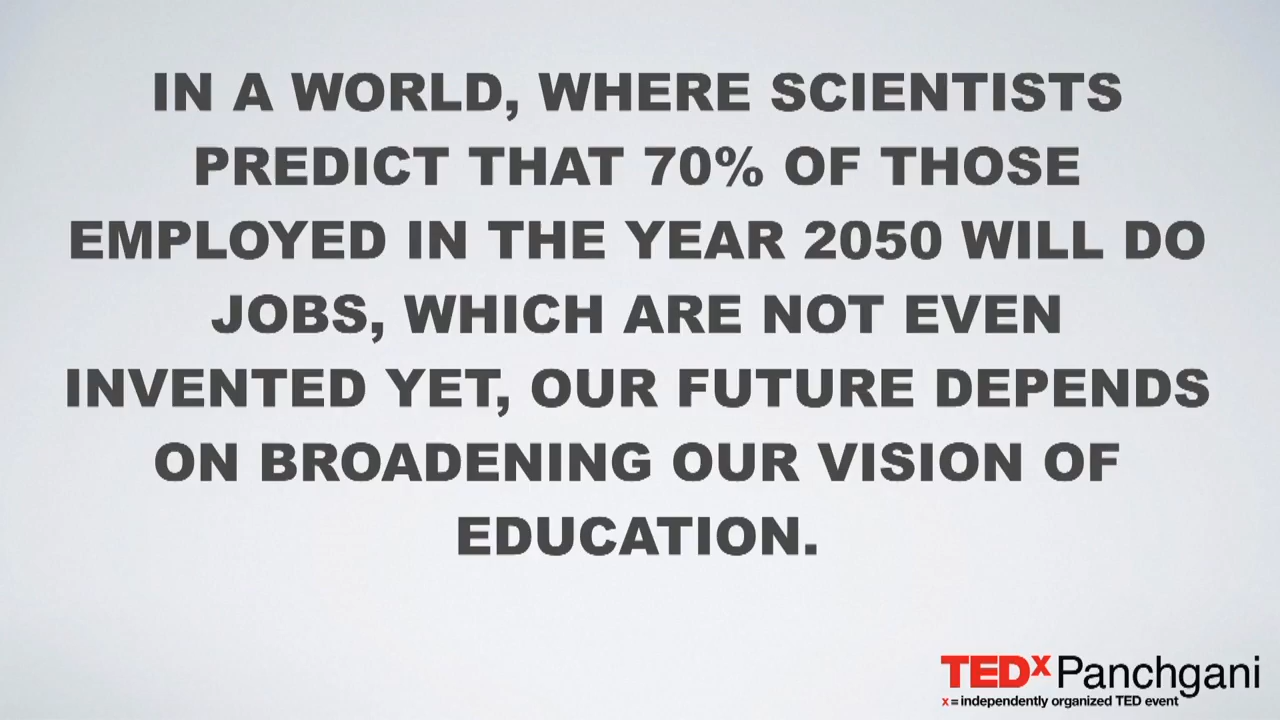 IN A WORLD, WHERE SCIENTISTS
PREDICT THAT 70% OF THOSE
EMPLOYED IN THE YEAR 2050 WILL DO
JOBS, WHICH ARE NOT EVEN
INVENTED YET, OUR FUTURE DEPENDS
ON BROADENING OUR VISION OF
EDUCATION.
TEDx Panchgani
x = independently organized TED event